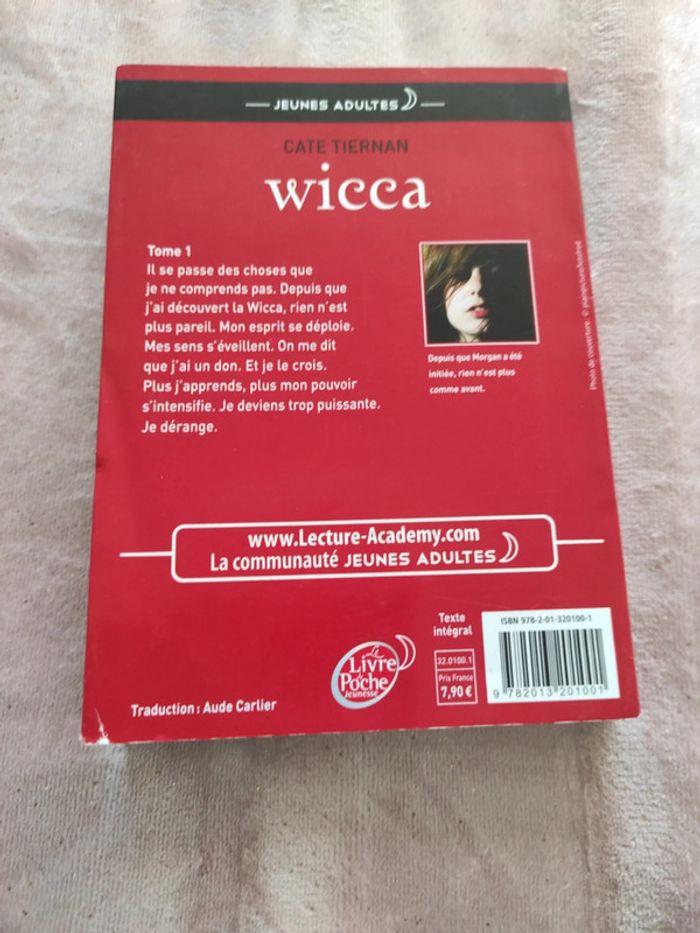 JEUNES ADULTES
CATE TIERNAN
wicca
Tome 1
Il se passe des choses que
je ne comprends pas. Depuis que
j'ai découvert la Wicca, rien n'est
plus pareil. Mon esprit se déploie.
Mes sens s'éveillent. On me dit
que j'ai un don. Et je le crois.
Plus j'apprends, plus mon pouvoir
s'intensifie. Je deviens trop puissante.
Je dérange.
Depuis que Morgan a été
initiée, rien n'est plus
comme avant.
Photo de couverture : © plainpicture/Kniel
www.Lecture-Academy.com
La communauté JEUNES ADULTES
Texte
intégral
Le
Livre
de
Poche
Jeunesse
32.0100.1
Prix France
7,90 €
ISBN 978-2-01-320100-1
9 782013 201001
Traduction : Aude Carlier